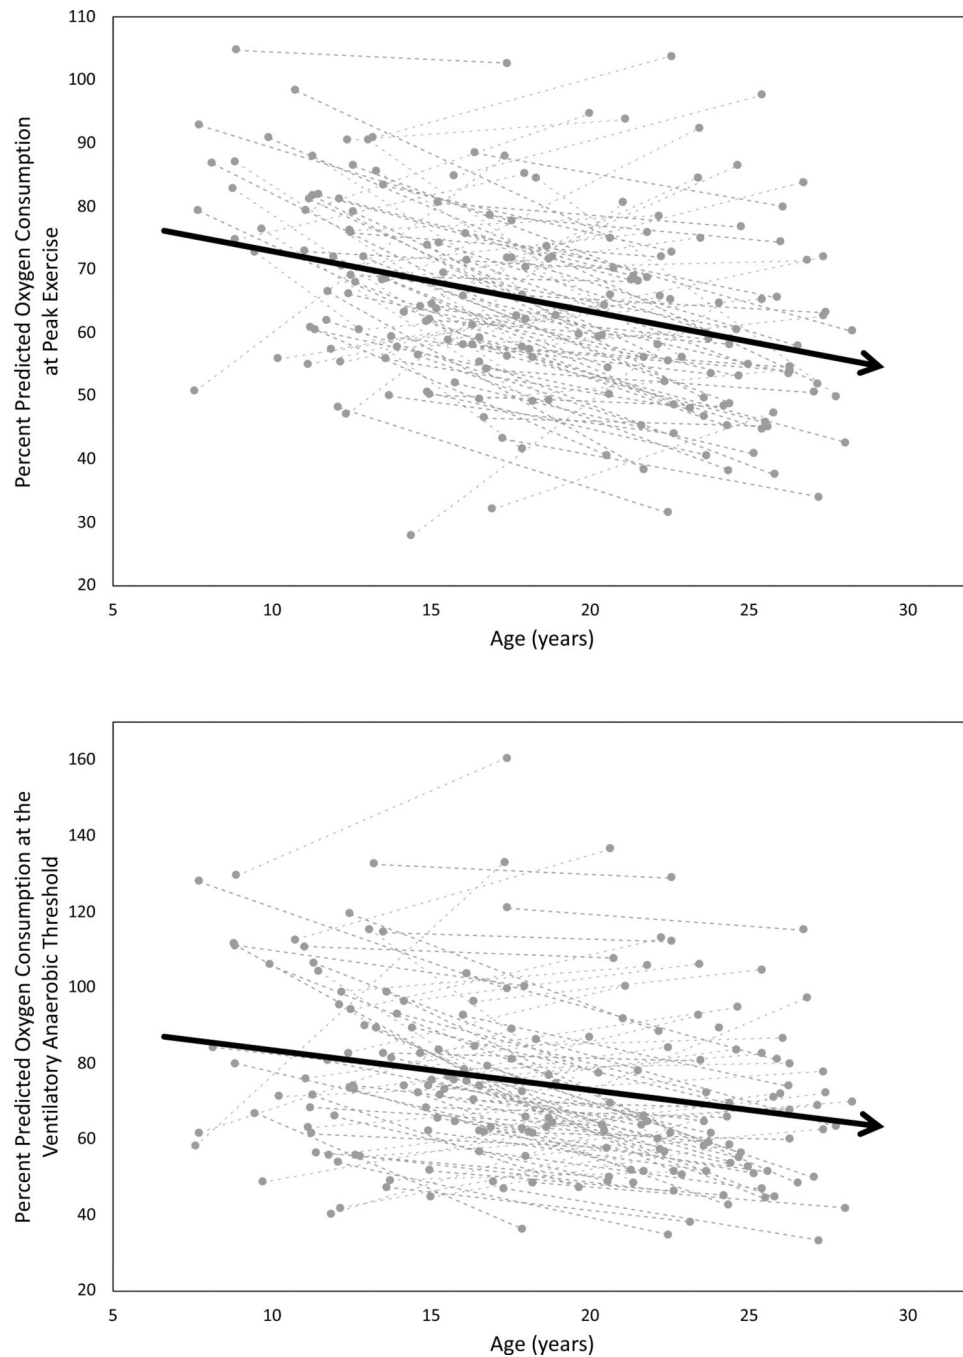 Percent Predicted Oxygen Consumption
at Peak Exercise
110
100
90
80
70
60
50
40
30
20
5 10 15 20 25 30
Age (years)
Percent Predicted Oxygen Consumption at the
Ventilatory Anaerobic Threshold
160
140
120
100
80
60
40
20
5 10 15 20 25 30
Age (years)